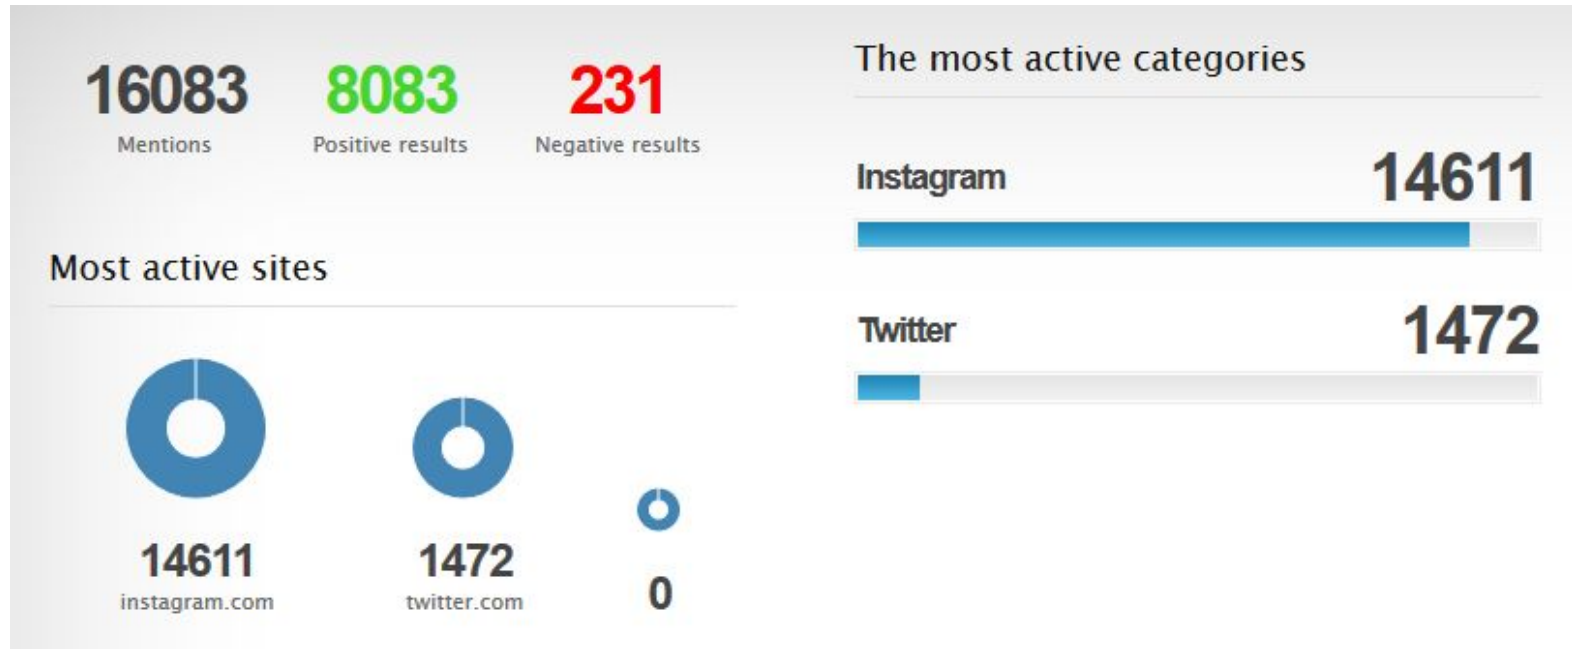 16083
Mentions
8083
Positive results
231
Negative results
Most active sites
14611
instagram.com
1472
twitter.com
0
The most active categories
Instagram 14611
Twitter 1472